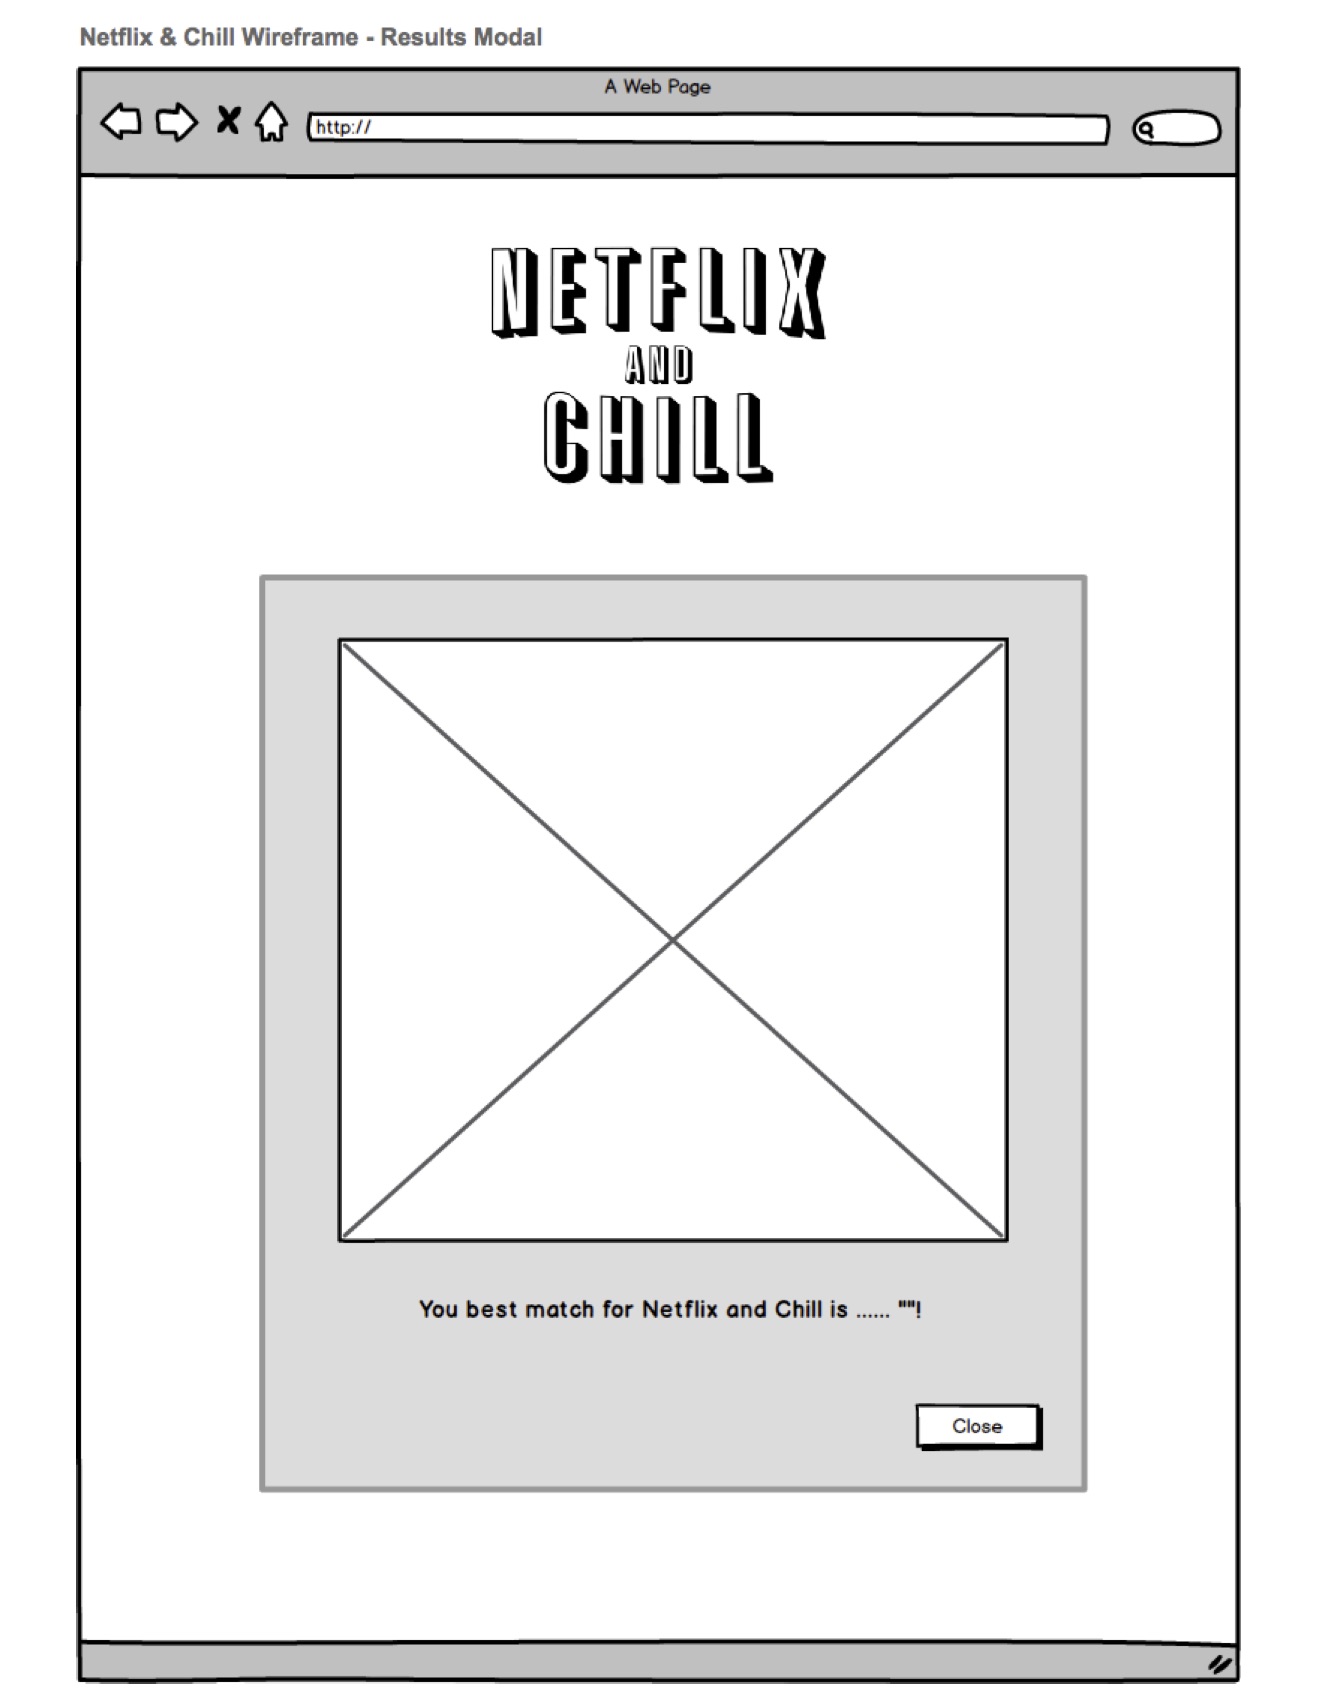 Netflix & Chill Wireframe - Results Modal
A Web Page
http://
NETFLIX
AND
CHILL
You best match for Netflix and Chill is ...... ""!
Close